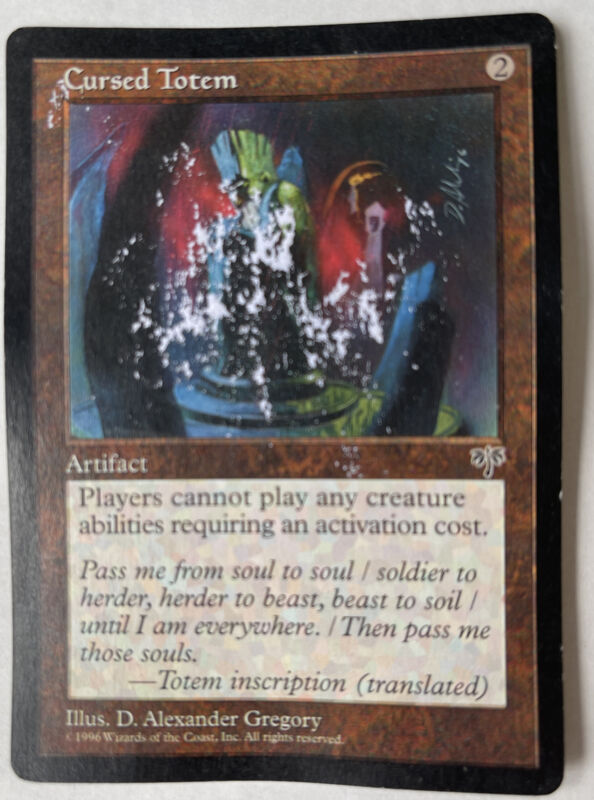 Cursed Totem
2
Artifact
Players cannot play any creature
abilities requiring an activation cost.
Pass me from soul to soul / soldier to
herder, herder to beast, beast to soil /
until I am everywhere. / Then pass me
those souls.
—Totem inscription (translated)
Illus. D. Alexander Gregory
© 1996 Wizards of the Coast, Inc. All rights reserved.